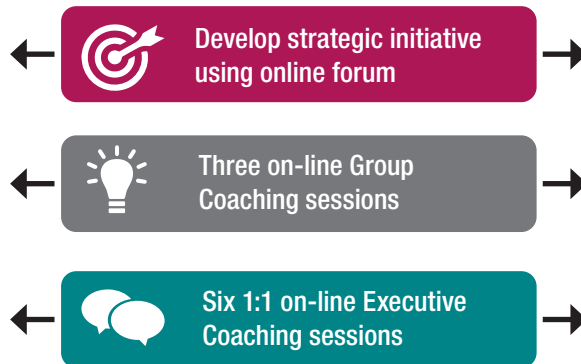 Develop strategic initiative
using online forum
Three on-line Group
Coaching sessions
Six 1:1 on-line Executive
Coaching sessions